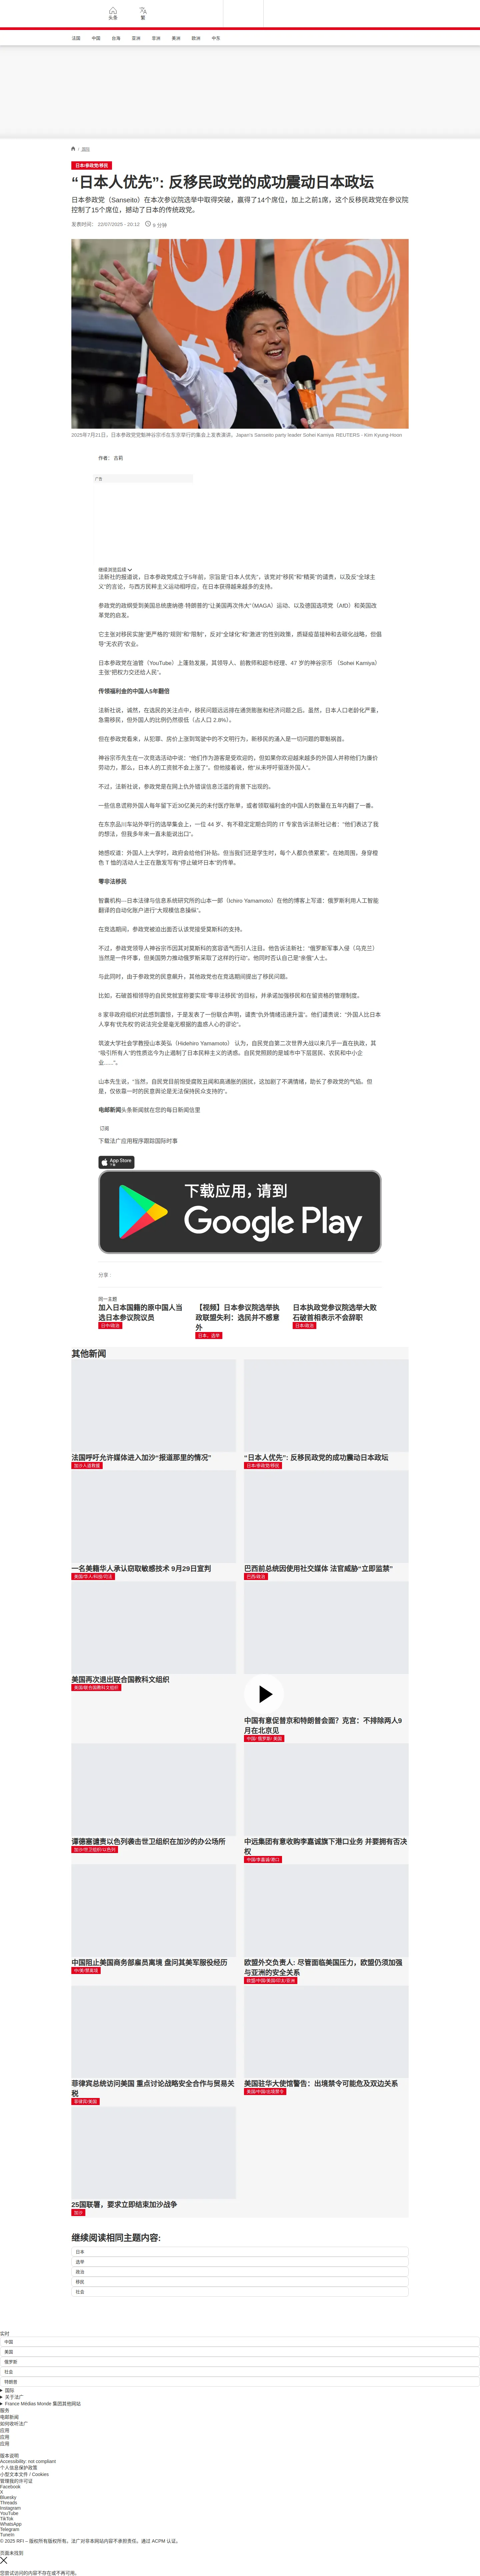 头条
繁
法国
中国
台海
亚洲
非洲
美洲
欧洲
中东
/ 国际
日本/参政党/移民
“日本人优先”: 反移民政党的成功震动日本政坛
日本参政党（Sanseito）在本次参议院选举中取得突破，赢得了14个席位，加上之前1席，这个反移民政党在参议院控制了15个席位，撼动了日本的传统政党。
发表时间： 22/07/2025 - 20:12
6 分钟
2025年7月21日，日本参政党党魁神谷宗币在东京举行的集会上发表演讲。Japan's Sanseito party leader Sohei Kamiya REUTERS - Kim Kyung-Hoon
作者： 古莉
广告
继续浏览后续
法新社的报道说，日本参政党成立于5年前，宗旨是“日本人优先”，该党对“移民”和“精英”的谴责，以及反“全球主义”的言论，与西方民粹主义运动相呼应，在日本获得越来越多的支持。
参政党的政纲受到美国总统唐纳德·特朗普的“让美国再次伟大”（MAGA）运动、以及德国选项党（AfD）和英国改革党的启发。
它主张对移民实施“更严格的”规则“和”限制“，反对“全球化”和“激进”的性别政策，质疑疫苗接种和去碳化战略，但倡导“无农药”农业。
日本参政党在油管（YouTube）上蓬勃发展，其领导人、前教师和超市经理、47 岁的神谷宗币 （Sohei Kamiya）主张“把权力交还给人民”。
传领福利金的中国人5年翻倍
法新社说，诚然，在选民的关注点中，移民问题远远排在通货膨胀和经济问题之后。虽然，日本人口老龄化严重，急需移民，但外国人的比例仍然很低（占人口 2.8%）。
但在参政党看来，从犯罪、房价上涨到驾驶中的不文明行为，新移民的涌入是一切问题的罪魁祸首。
神谷宗币先生在一次竞选活动中说：“他们作为游客是受欢迎的，但如果你欢迎越来越多的外国人并称他们为廉价劳动力，那么，日本人的工资就不会上涨了”。但他接着说，他“从未呼吁驱逐外国人”。
不过，法新社说，参政党是在网上仇外错误信息泛滥的背景下出现的。
一些信息谎称外国人每年留下近30亿美元的未付医疗账单，或者领取福利金的中国人的数量在五年内翻了一番。
在东京品川车站外举行的选举集会上，一位 44 岁、有不稳定定期合同的 IT 专家告诉法新社记者：“他们表达了我的想法，但我多年来一直未能说出口”。
她感叹道：外国人上大学时，政府会给他们补贴。但当我们还是学生时，每个人都负债累累”。在她周围，身穿橙色 T 恤的活动人士正在散发写有“停止破坏日本”的传单。
零非法移民
智囊机构---日本法律与信息系统研究所的山本一郎（Ichiro Yamamoto）在他的博客上写道：俄罗斯利用人工智能翻译的自动化账户进行“大规模信息操纵”。
在竞选期间，参政党被迫出面否认该党接受莫斯科的支持。
不过，参政党领导人神谷宗币因其对莫斯科的宽容语气而引人注目。他告诉法新社：“俄罗斯军事入侵（乌克兰）当然是一件坏事，但美国势力推动俄罗斯采取了这样的行动”。他同时否认自己是“亲俄”人士。
与此同时，由于参政党的民意飙升，其他政党也在竞选期间提出了移民问题。
比如，石破首相领导的自民党就宣称要实现“零非法移民”的目标，并承诺加强移民和在留资格的管理制度。
8 家非政府组织对此感到震惊，于是发表了一份联合声明，谴责“仇外情绪迅速升温”。他们谴责说：“外国人比日本人享有‘优先权’的说法完全是毫无根据的蛊惑人心的谬论”。
筑波大学社会学教授山本英弘（Hidehiro Yamamoto） 认为，自民党自第二次世界大战以来几乎一直在执政，其“吸引所有人”的性质迄今为止遏制了日本民粹主义的诱惑。自民党照顾的是城市中下层居民、农民和中小企业......“。
山本先生说，“当然，自民党目前饱受腐败丑闻和高通胀的困扰，这加剧了不满情绪，助长了参政党的气焰。但是，仅依靠一时的民意舆论是无法保持民众支持的”。
电邮新闻头条新闻就在您的每日新闻信里
订阅
下载法广应用程序跟踪国际时事
App Store
下载应用，请到
Google Play
分享 :
同一主题
加入日本国籍的原中国人当选日本参议院议员
日中/政治
【视频】日本参议院选举执政联盟失利：选民并不感意外
日本、选举
日本执政党参议院选举大败 石破首相表示不会辞职
日本/政治
其他新闻
法国呼吁允许媒体进入加沙“报道那里的情况”
加沙人道救援
“日本人优先”: 反移民政党的成功震动日本政坛
日本/参政党/移民
一名美籍华人承认窃取敏感技术 9月29日宣判
美国/华人/科技/司法
巴西前总统因使用社交媒体 法官威胁“立即监禁”
巴西/政治
美国再次退出联合国教科文组织
美国/联合国教科文组织
中国有意促普京和特朗普会面？克宫：不排除两人9月在北京见
中国/ 俄罗斯/ 美国
谭德塞谴责以色列袭击世卫组织在加沙的办公场所
加沙/世卫组织/以色列
中远集团有意收购李嘉诚旗下港口业务 并要拥有否决权
中国/李嘉诚/港口
中国阻止美国商务部雇员离境 盘问其美军服役经历
中/美/禁离境
欧盟外交负责人: 尽管面临美国压力，欧盟仍须加强与亚洲的安全关系
欧盟/中国/美国/印太/亚洲
菲律宾总统访问美国 重点讨论战略安全合作与贸易关税
菲律宾/美国
美国驻华大使馆警告：出境禁令可能危及双边关系
美国/中国/出境禁令
25国联署，要求立即结束加沙战争
加沙
继续阅读相同主题内容:
日本
选举
政治
移民
社会
实时
中国
美国
俄罗斯
社会
特朗普
国际
关于法广
France Médias Monde 集团其他网站
服务
电邮新闻
如何收听法广
应用
应用
应用
版本说明
Accessibility: not compliant
个人信息保护政策
小型文本文件 / Cookies
管理我的许可证
Facebook
X
Bluesky
Threads
Instagram
YouTube
TikTok
WhatsApp
Telegram
TuneIn
© 2025 RFI – 版权所有版权所有。法广对非本网站内容不承担责任。通过 ACPM 认证。
页面未找到
您尝试访问的内容不存在或不再可用。